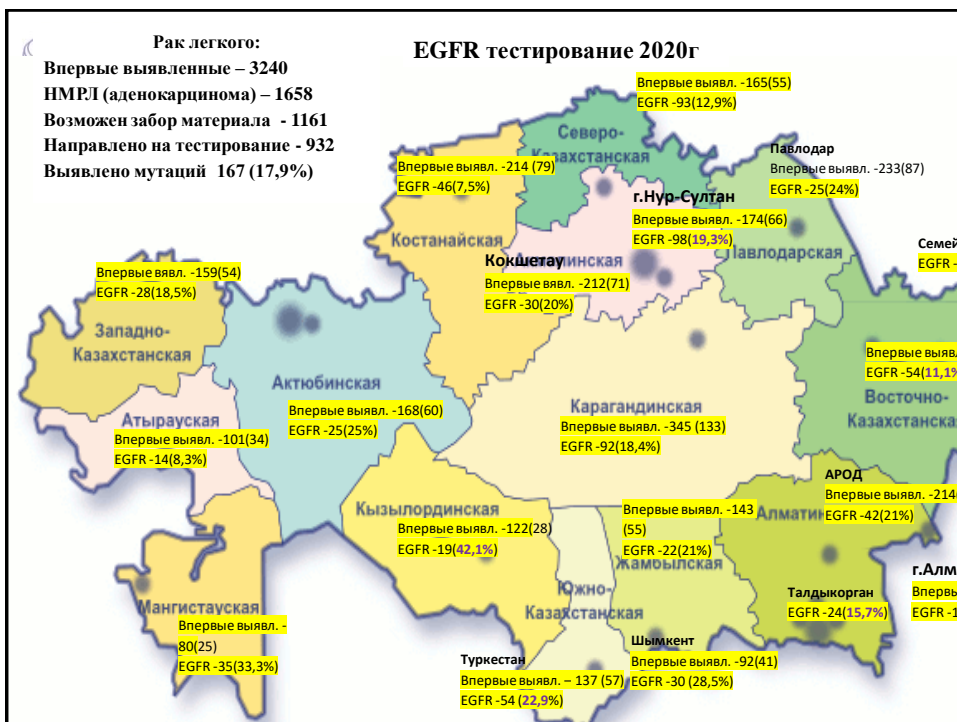 Рак легкого:
Впервые выявленные – 3240
НМРЛ (аденокарцинома) – 1658
Возможен забор материала - 1161
Направлено на тестирование - 932
Выявлено мутаций 167 (17,9%)
EGFR тестирование 2020г
Впервые выявл. -165(55)
EGFR -93(12,9%)
Северо-
Казахстанская
Впервые выявл. -214 (79)
EGFR -46(7,5%)
Костанайская
Павлодар
Впервые выявл. -233(87)
EGFR -25(24%)
Павлодарская
г.Нур-Султан
Впервые выявл. -174(66)
EGFR -98(19,3%)
Кокшетау
Впервые вявл. -212(71)
EGFR -30(20%)
Семей
EGFR -
Впервые вявл. -159(54)
EGFR -28(18,5%)
Западно-
Казахстанская
Впервые выявл
EGFR -54(11,1%
Восточно-
Казахстанская
Актюбинская
Впервые выявл. -168(60)
EGFR -25(25%)
Атырауская
Впервые выявл. -101(34)
EGFR -14(8,3%)
Карагандинская
Впервые выявл. -345 (133)
EGFR -92(18,4%)
АРОД
Впервые выявл. -214(
EGFR -42(21%)
Алматин
Кызылординская
Впервые выявл. -122(28)
EGFR -19(42,1%)
Впервые выявл. -143
(55)
EGFR -22(21%)
Жамбылская
Южно-
Казахстанская
г.Алм
Впервы
EGFR -1
Талдыкорган
EGFR -24(15,7%)
Мангистауская
Впервые выявл. -
80(25)
EGFR -35(33,3%)
Туркестан
Впервые выявл. – 137 (57)
EGFR -54 (22,9%)
Шымкент
Впервые выявл. -92(41)
EGFR -30 (28,5%)